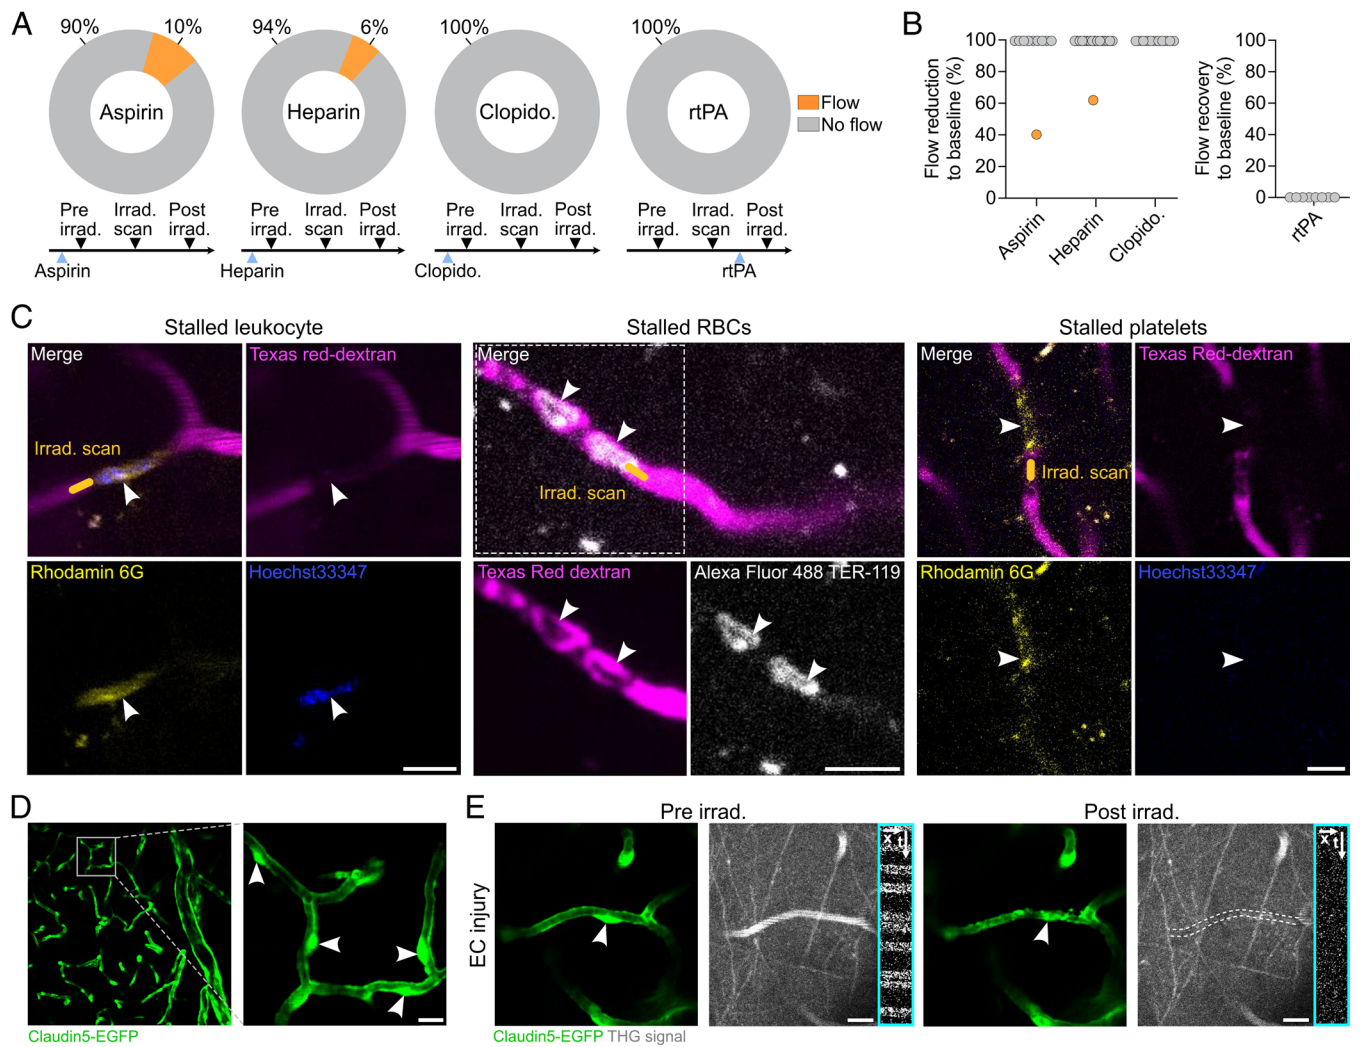 A
90%
10%
Aspirin
94%
6%
Heparin
100%
Clopido.
100%
rtPA
Flow
No flow
Pre irrad.
Irrad. scan
Post irrad.
Aspirin
Pre irrad.
Irrad. scan
Post irrad.
Heparin
Pre irrad.
Irrad. scan
Post irrad.
Clopido.
Pre irrad.
Irrad. scan
Post irrad.
rtPA
B
Flow reduction
to baseline (%)
100
80
60
40
20
0
Aspirin
Heparin
Clopido.
Flow recovery
to baseline (%)
100
80
60
40
20
0
rtPA
C
Stalled leukocyte
Merge
Texas red-dextran
Irrad. scan
Rhodamin 6G
Hoechst33347
Stalled RBCs
Merge
Irrad. scan
Texas Red dextran
Alexa Fluor 488 TER-119
Stalled platelets
Merge
Texas Red-dextran
Irrad. scan
Rhodamin 6G
Hoechst33347
D
Claudin5-EGFP
E
Pre irrad.
Post irrad.
EC injury
x
t
x
t
Claudin5-EGFP THG signal